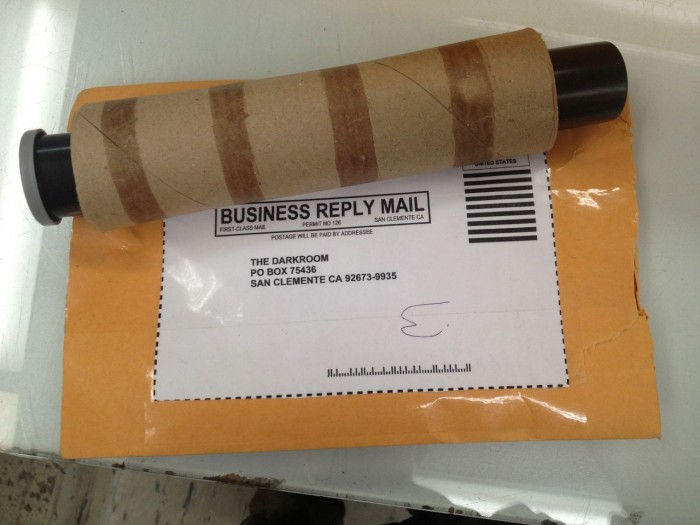 UNITED STATES
BUSINESS REPLY MAIL
FIRST-CLASS MAIL PERMIT NO 126 SAN CLEMENTE CA
POSTAGE WILL BE PAID BY ADDRESSEE
THE DARKROOM
PO BOX 75436
SAN CLEMENTE CA 92673-9935